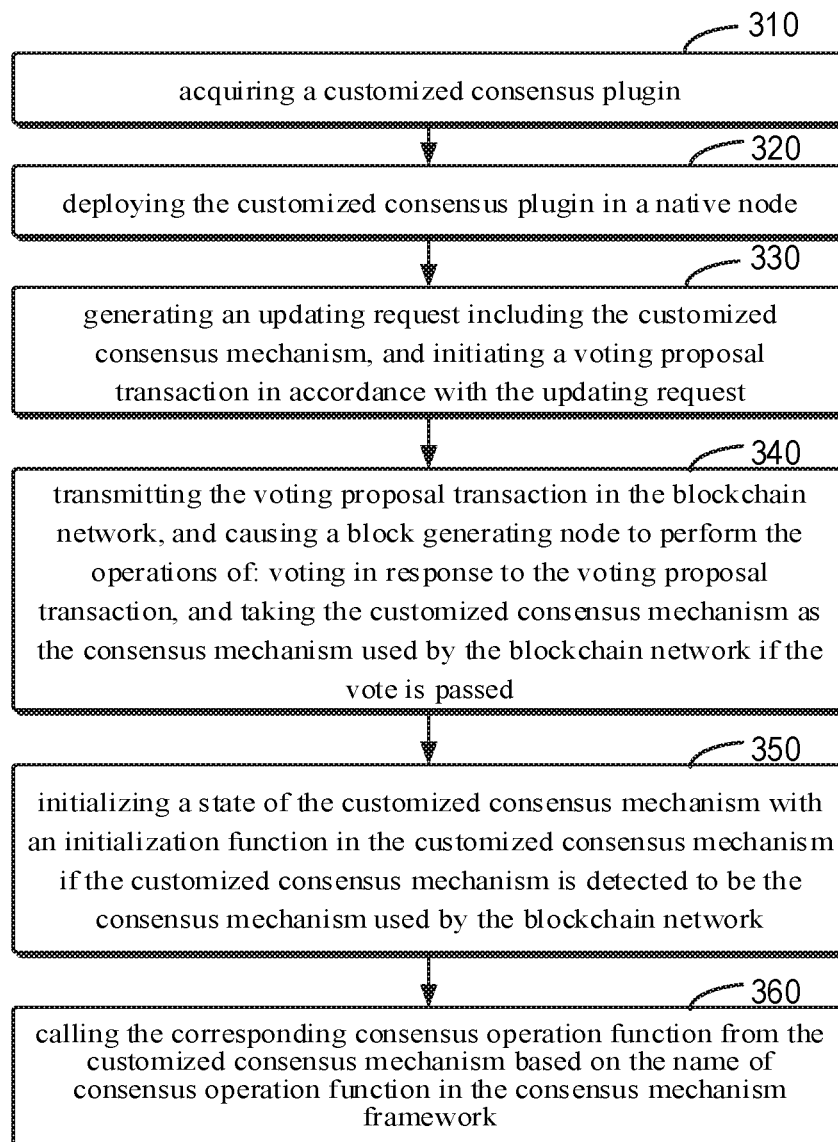 310
acquiring a customized consensus plugin
320
deploying the customized consensus plugin in a native node
330
generating an updating request including the customized
consensus mechanism, and initiating a voting proposal
transaction in accordance with the updating request
340
transmitting the voting proposal transaction in the blockchain
network, and causing a block generating node to perform the
operations of: voting in response to the voting proposal
transaction, and taking the customized consensus mechanism as
the consensus mechanism used by the blockchain network if the
vote is passed
350
initializing a state of the customized consensus mechanism with
an initialization function in the customized consensus mechanism
if the customized consensus mechanism is detected to be the
consensus mechanism used by the blockchain network
360
calling the corresponding consensus operation function from the
customized consensus mechanism based on the name of
consensus operation function in the consensus mechanism
framework